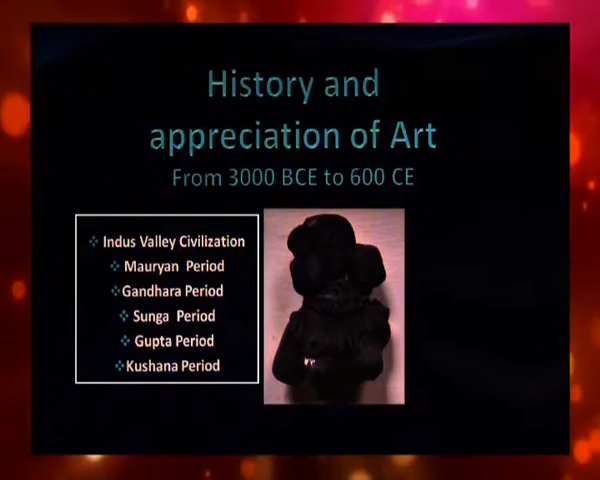 History and
appreciation of Art
From 3000 BCE to 600 CE
Indus Valley Civilization
Mauryan Period
Gandhara Period
Sunga Period
Gupta Period
Kushana Period